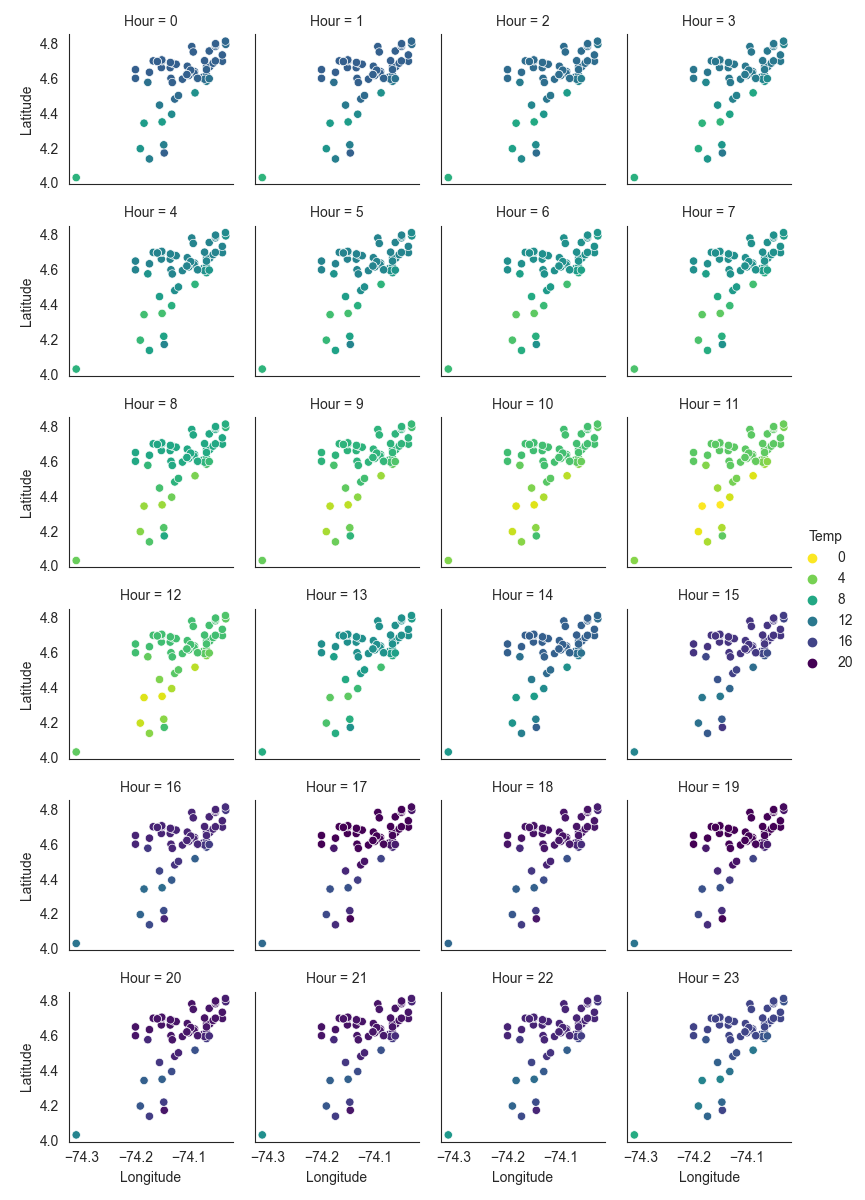 Hour = 0 Hour = 1 Hour = 2 Hour = 3
4.8
4.6
4.4
4.2
4.0
Latitude
Hour = 4 Hour = 5 Hour = 6 Hour = 7
4.8
4.6
4.4
4.2
4.0
Latitude
Hour = 8 Hour = 9 Hour = 10 Hour = 11
4.8
4.6
4.4
4.2
4.0
Latitude
Temp
0
4
8
12
16
20
Hour = 12 Hour = 13 Hour = 14 Hour = 15
4.8
4.6
4.4
4.2
4.0
Latitude
Hour = 16 Hour = 17 Hour = 18 Hour = 19
4.8
4.6
4.4
4.2
4.0
Latitude
Hour = 20 Hour = 21 Hour = 22 Hour = 23
4.8
4.6
4.4
4.2
4.0
Latitude
−74.3 −74.2 −74.1 −74.3 −74.2 −74.1 −74.3 −74.2 −74.1 −74.3 −74.2 −74.1
Longitude Longitude Longitude Longitude